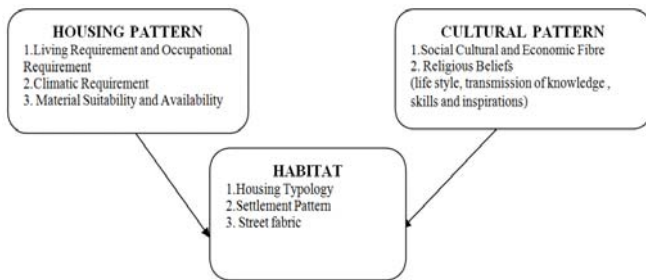 HOUSING PATTERN
1.Living Requirement and Occupational
Requirement
2.Climatic Requirement
3. Material Suitability and Availability
CULTURAL PATTERN
1.Social Cultural and Economic Fibre
2. Religious Beliefs
(life style, transmission of knowledge ,
skills and inspirations)
HABITAT
1.Housing Typology
2.Settlement Pattern
3. Street fabric